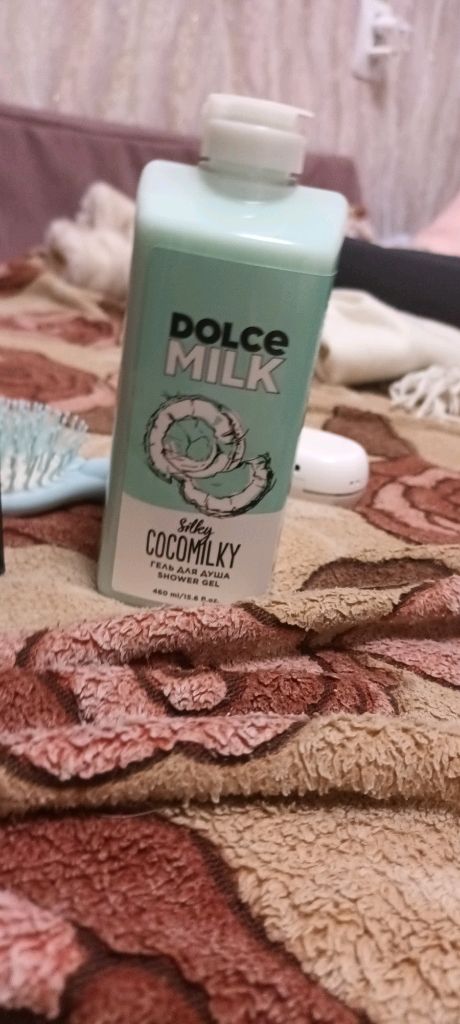 DOLCE
MILK
Silky
COCOMILKY
ГЕЛЬ ДЛЯ ДУША
SHOWER GEL
460 ml/15.6 fl.oz.